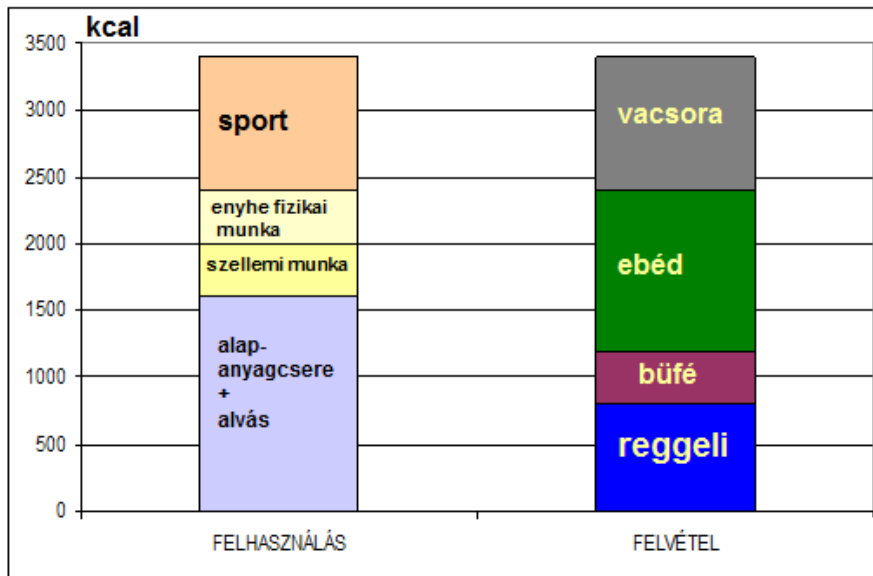 kcal
3500
3000
2500
2000
1500
1000
500
0
sport
enyhe fizikai
munka
szellemi munka
alap-
anyagcsere
+
alvás
vacsora
ebéd
büfé
reggeli
FELHASZNÁLÁS
FELVÉTEL